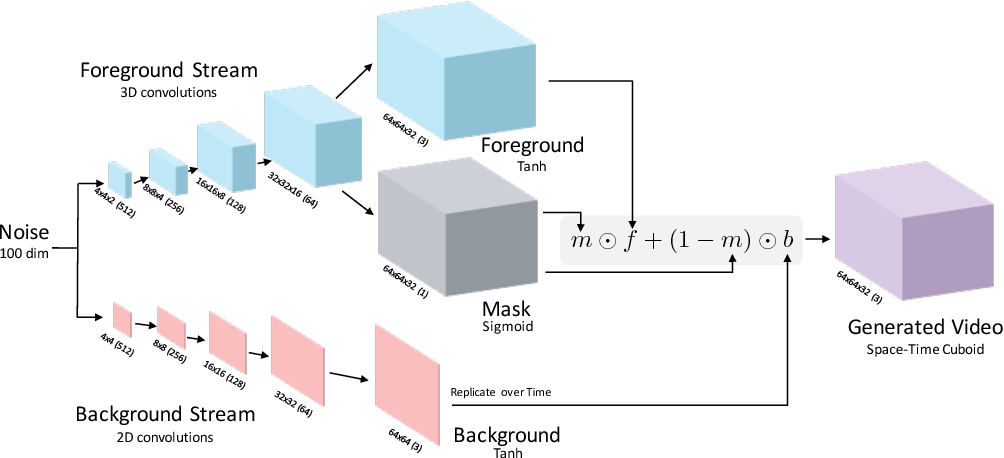 Foreground Stream
3D convolutions
4x4x2 (512)
8x8x4 (256)
16x16x8 (128)
32x32x16 (64)
64x64x32 (3)
Foreground
Tanh
64x64x32 (1)
Mask
Sigmoid
Noise
100 dim
m ⊙ f + (1 − m) ⊙ b
64x64x32 (3)
Generated Video
Space-Time Cuboid
4x4 (512)
8x8 (256)
16x16 (128)
32x32 (64)
64x64 (3)
Replicate over Time
Background Stream
2D convolutions
Background
Tanh